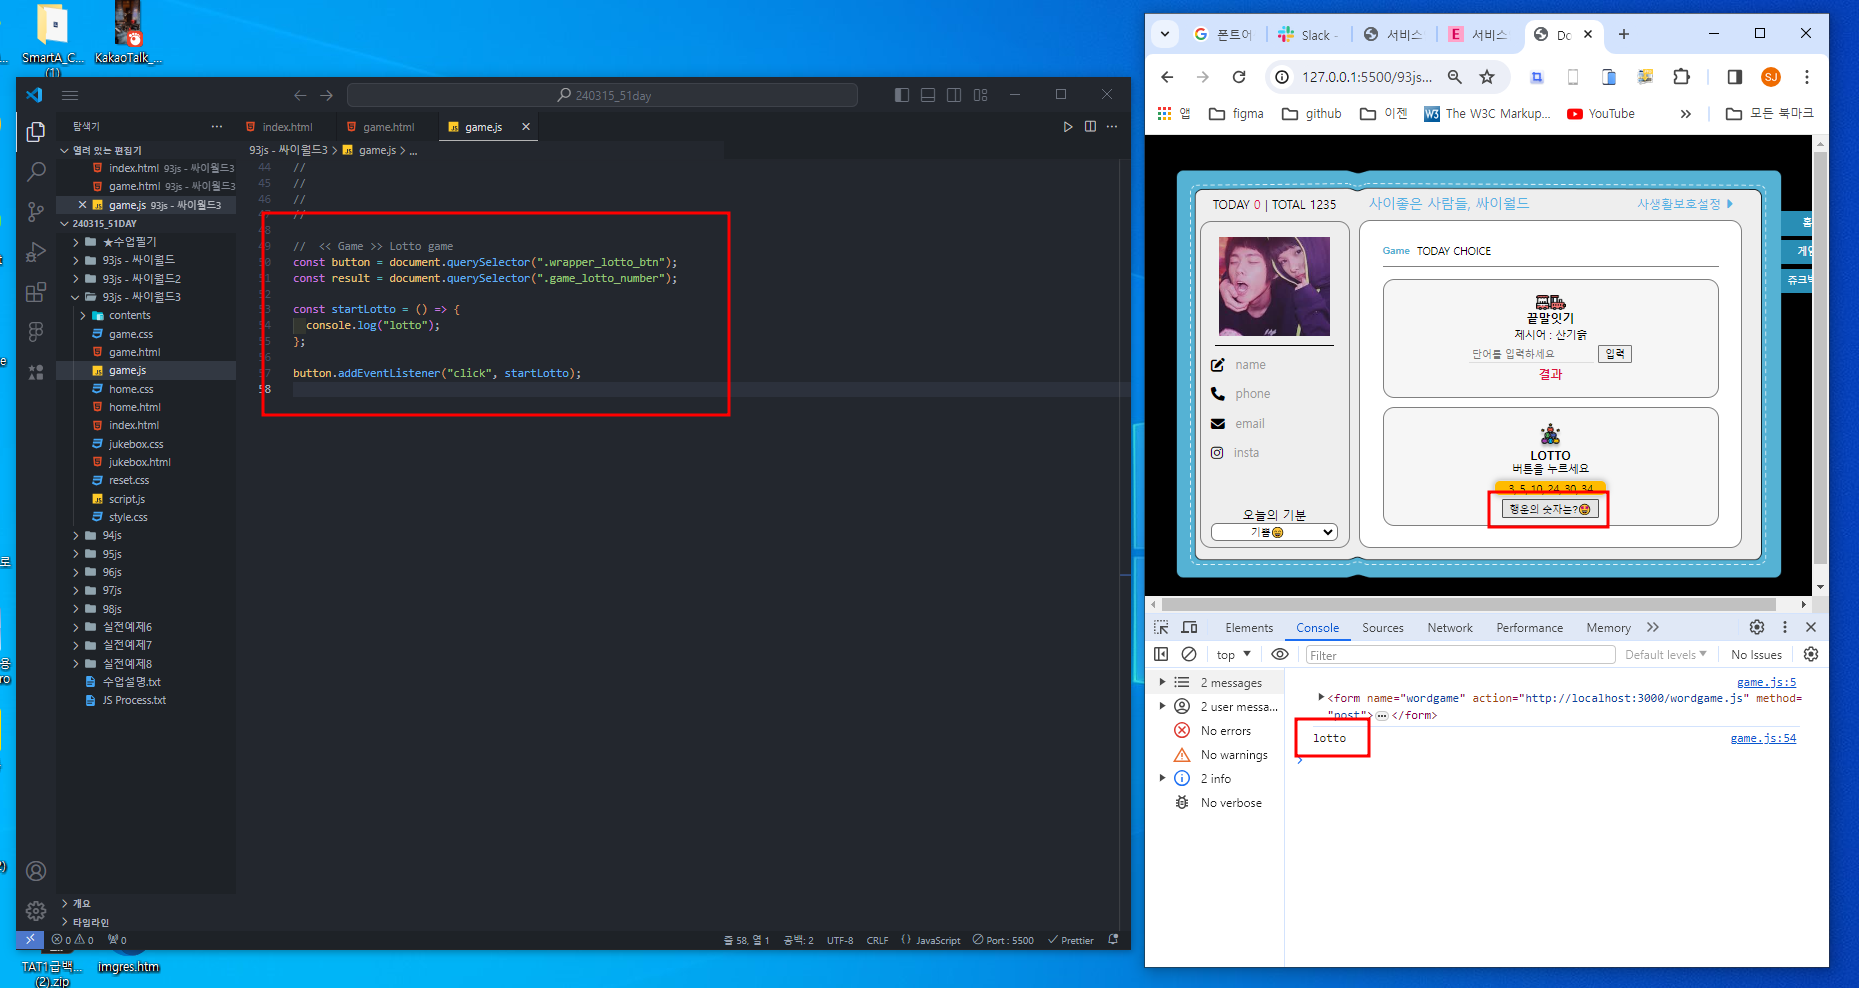 SmartA_C...
(1)
KakaoTalk_...
240315_51day
탐색기
index.html
game.html
game.js
열려 있는 편집기
index.html 93js - 싸이월드3
game.html 93js - 싸이월드3
game.js 93js - 싸이월드3
240315_51DAY
★수업필기
93js - 싸이월드
93js - 싸이월드2
93js - 싸이월드3
contents
game.css
game.html
game.js
home.css
home.html
index.html
jukebox.css
jukebox.html
reset.css
script.js
style.css
94js
95js
96js
97js
98js
실전예제6
실전예제7
실전예제8
수업설명.txt
JS Process.txt
개요
타임라인
93js - 싸이월드3 > game.js > ...
44 //
45 //
46 //
47 //
48
49 // << Game >> Lotto game
50 const button = document.querySelector(".wrapper_lotto_btn");
51 const result = document.querySelector(".game_lotto_number");
52
53 const startLotto = () => {
54 console.log("lotto");
55 };
56
57 button.addEventListener("click", startLotto);
58
0 0 0
줄 58, 열 1 공백: 2 UTF-8 CRLF {} JavaScript Port : 5500 Prettier
TAT1급백...
(2).zip
imgres.htm
폰트어
Slack -
서비스
서비스
Do
127.0.0.1:5500/93js...
SJ
앱 figma github 이젠 The W3C Markup... YouTube » 모든 북마크
TODAY 0 | TOTAL 1235
사이좋은 사람들, 싸이월드
사생활보호설정
홈
게임
쥬크박
name
phone
email
insta
오늘의 기분
기쁨😄
Game TODAY CHOICE
끝말잇기
제시어 : 산기슭
단어를 입력하세요 입력
결과
LOTTO
버튼을 누르세요
3, 5, 10, 24, 30, 34
행운의 숫자는?😍
Elements Console Sources Network Performance Memory
top Filter Default levels No Issues
2 messages
2 user messa...
No errors
No warnings
2 info
No verbose
game.js:5
<form name="wordgame" action="http://localhost:3000/wordgame.js" method=
"post"> … </form>
lotto game.js:54